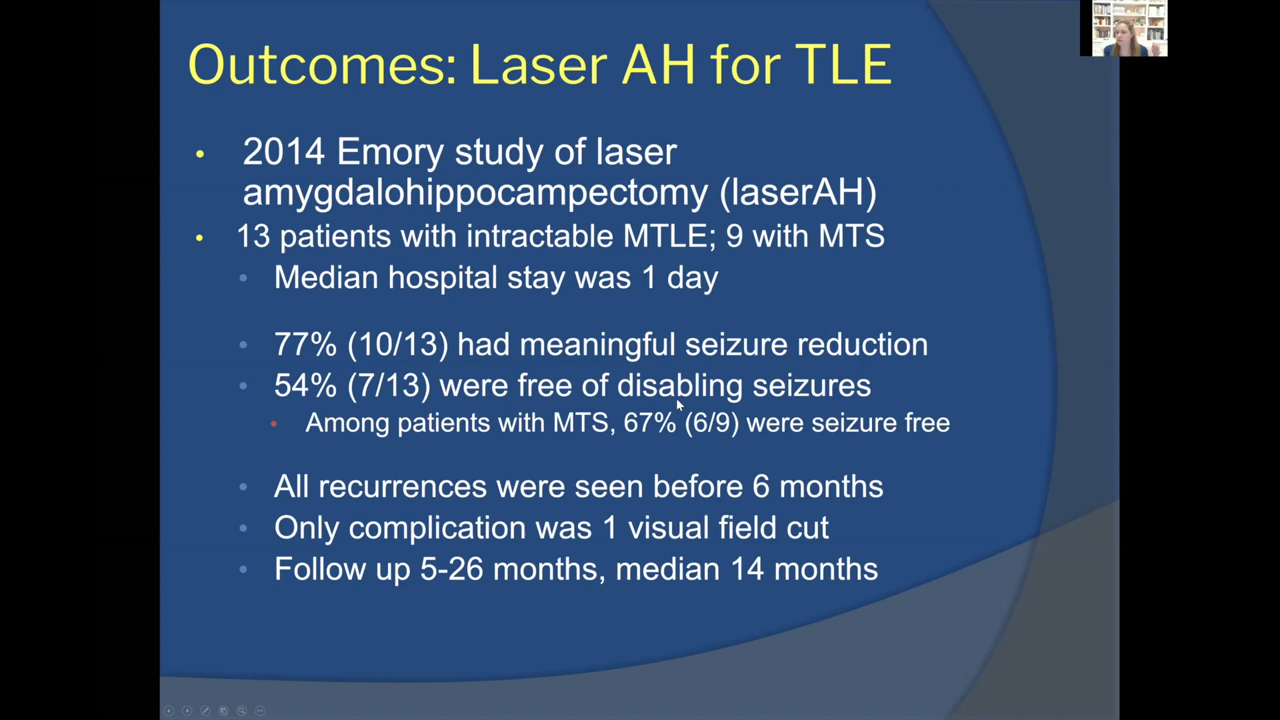 Outcomes: Laser AH for TLE
• 2014 Emory study of laser
amygdalohippocampectomy (laserAH)
• 13 patients with intractable MTLE; 9 with MTS
• Median hospital stay was 1 day
• 77% (10/13) had meaningful seizure reduction
• 54% (7/13) were free of disabling seizures
• Among patients with MTS, 67% (6/9) were seizure free
• All recurrences were seen before 6 months
• Only complication was 1 visual field cut
• Follow up 5-26 months, median 14 months